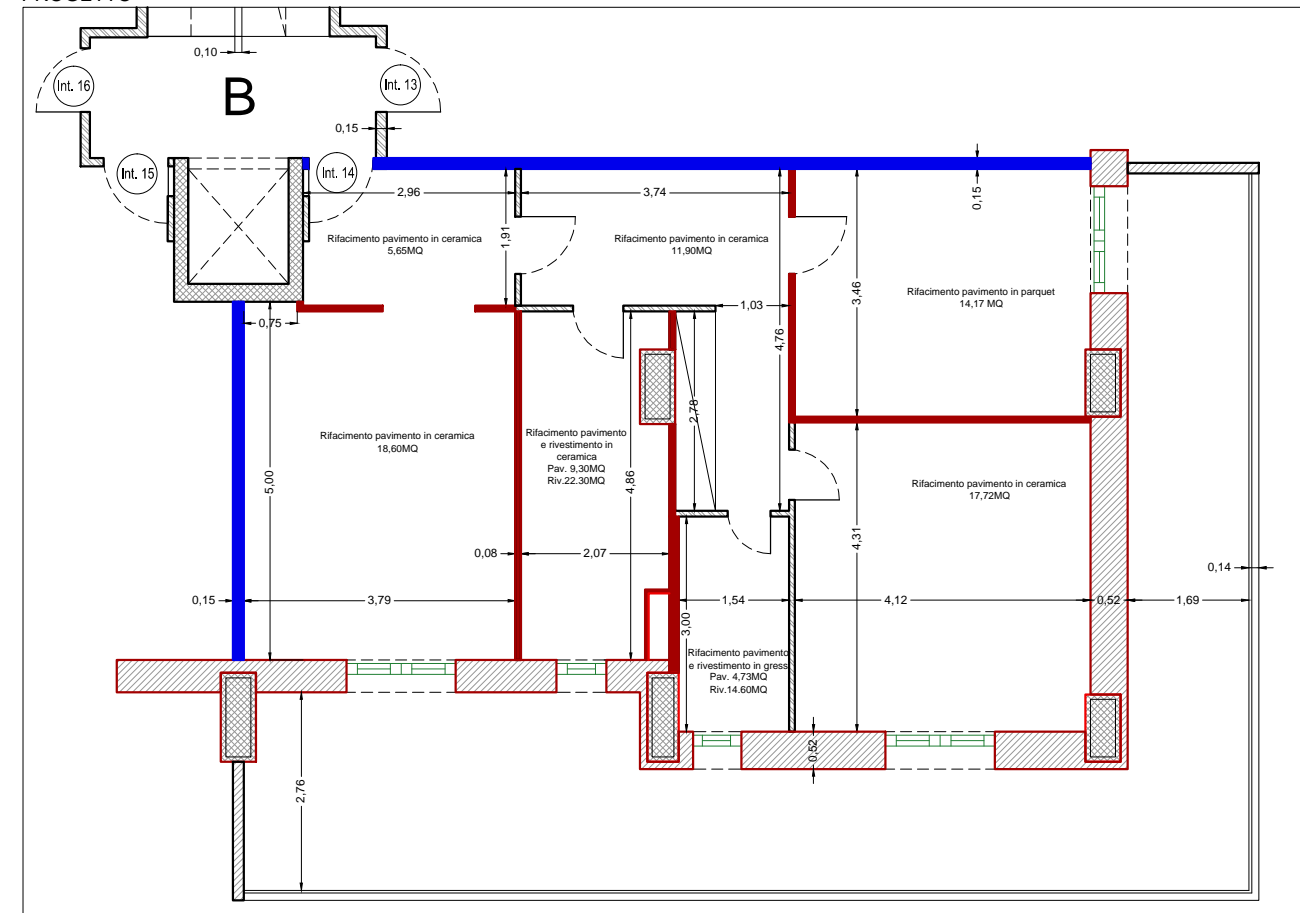 0,10
Int. 16
Int. 13
B
0,15
Int. 15
Int. 14
2,96
3,74
0,15
1,91
Rifacimento pavimento in ceramica
5,65MQ
Rifacimento pavimento in ceramica
11,90MQ
3,46
Rifacimento pavimento in parquet
14,17 MQ
1,03
0,75
4,76
2,78
Rifacimento pavimento in ceramica
18,60MQ
Rifacimento pavimento
e rivestimento in
ceramica
Pav. 9,30MQ
Riv.22.30MQ
5,00
4,86
Rifacimento pavimento in ceramica
17,72MQ
4,31
0,08
2,07
0,14
0,15
3,79
1,54
4,12
0,52
1,69
3,00
Rifacimento pavimento
e rivestimento in gress
Pav. 4,73MQ
Riv.14.60MQ
0,52
2,76